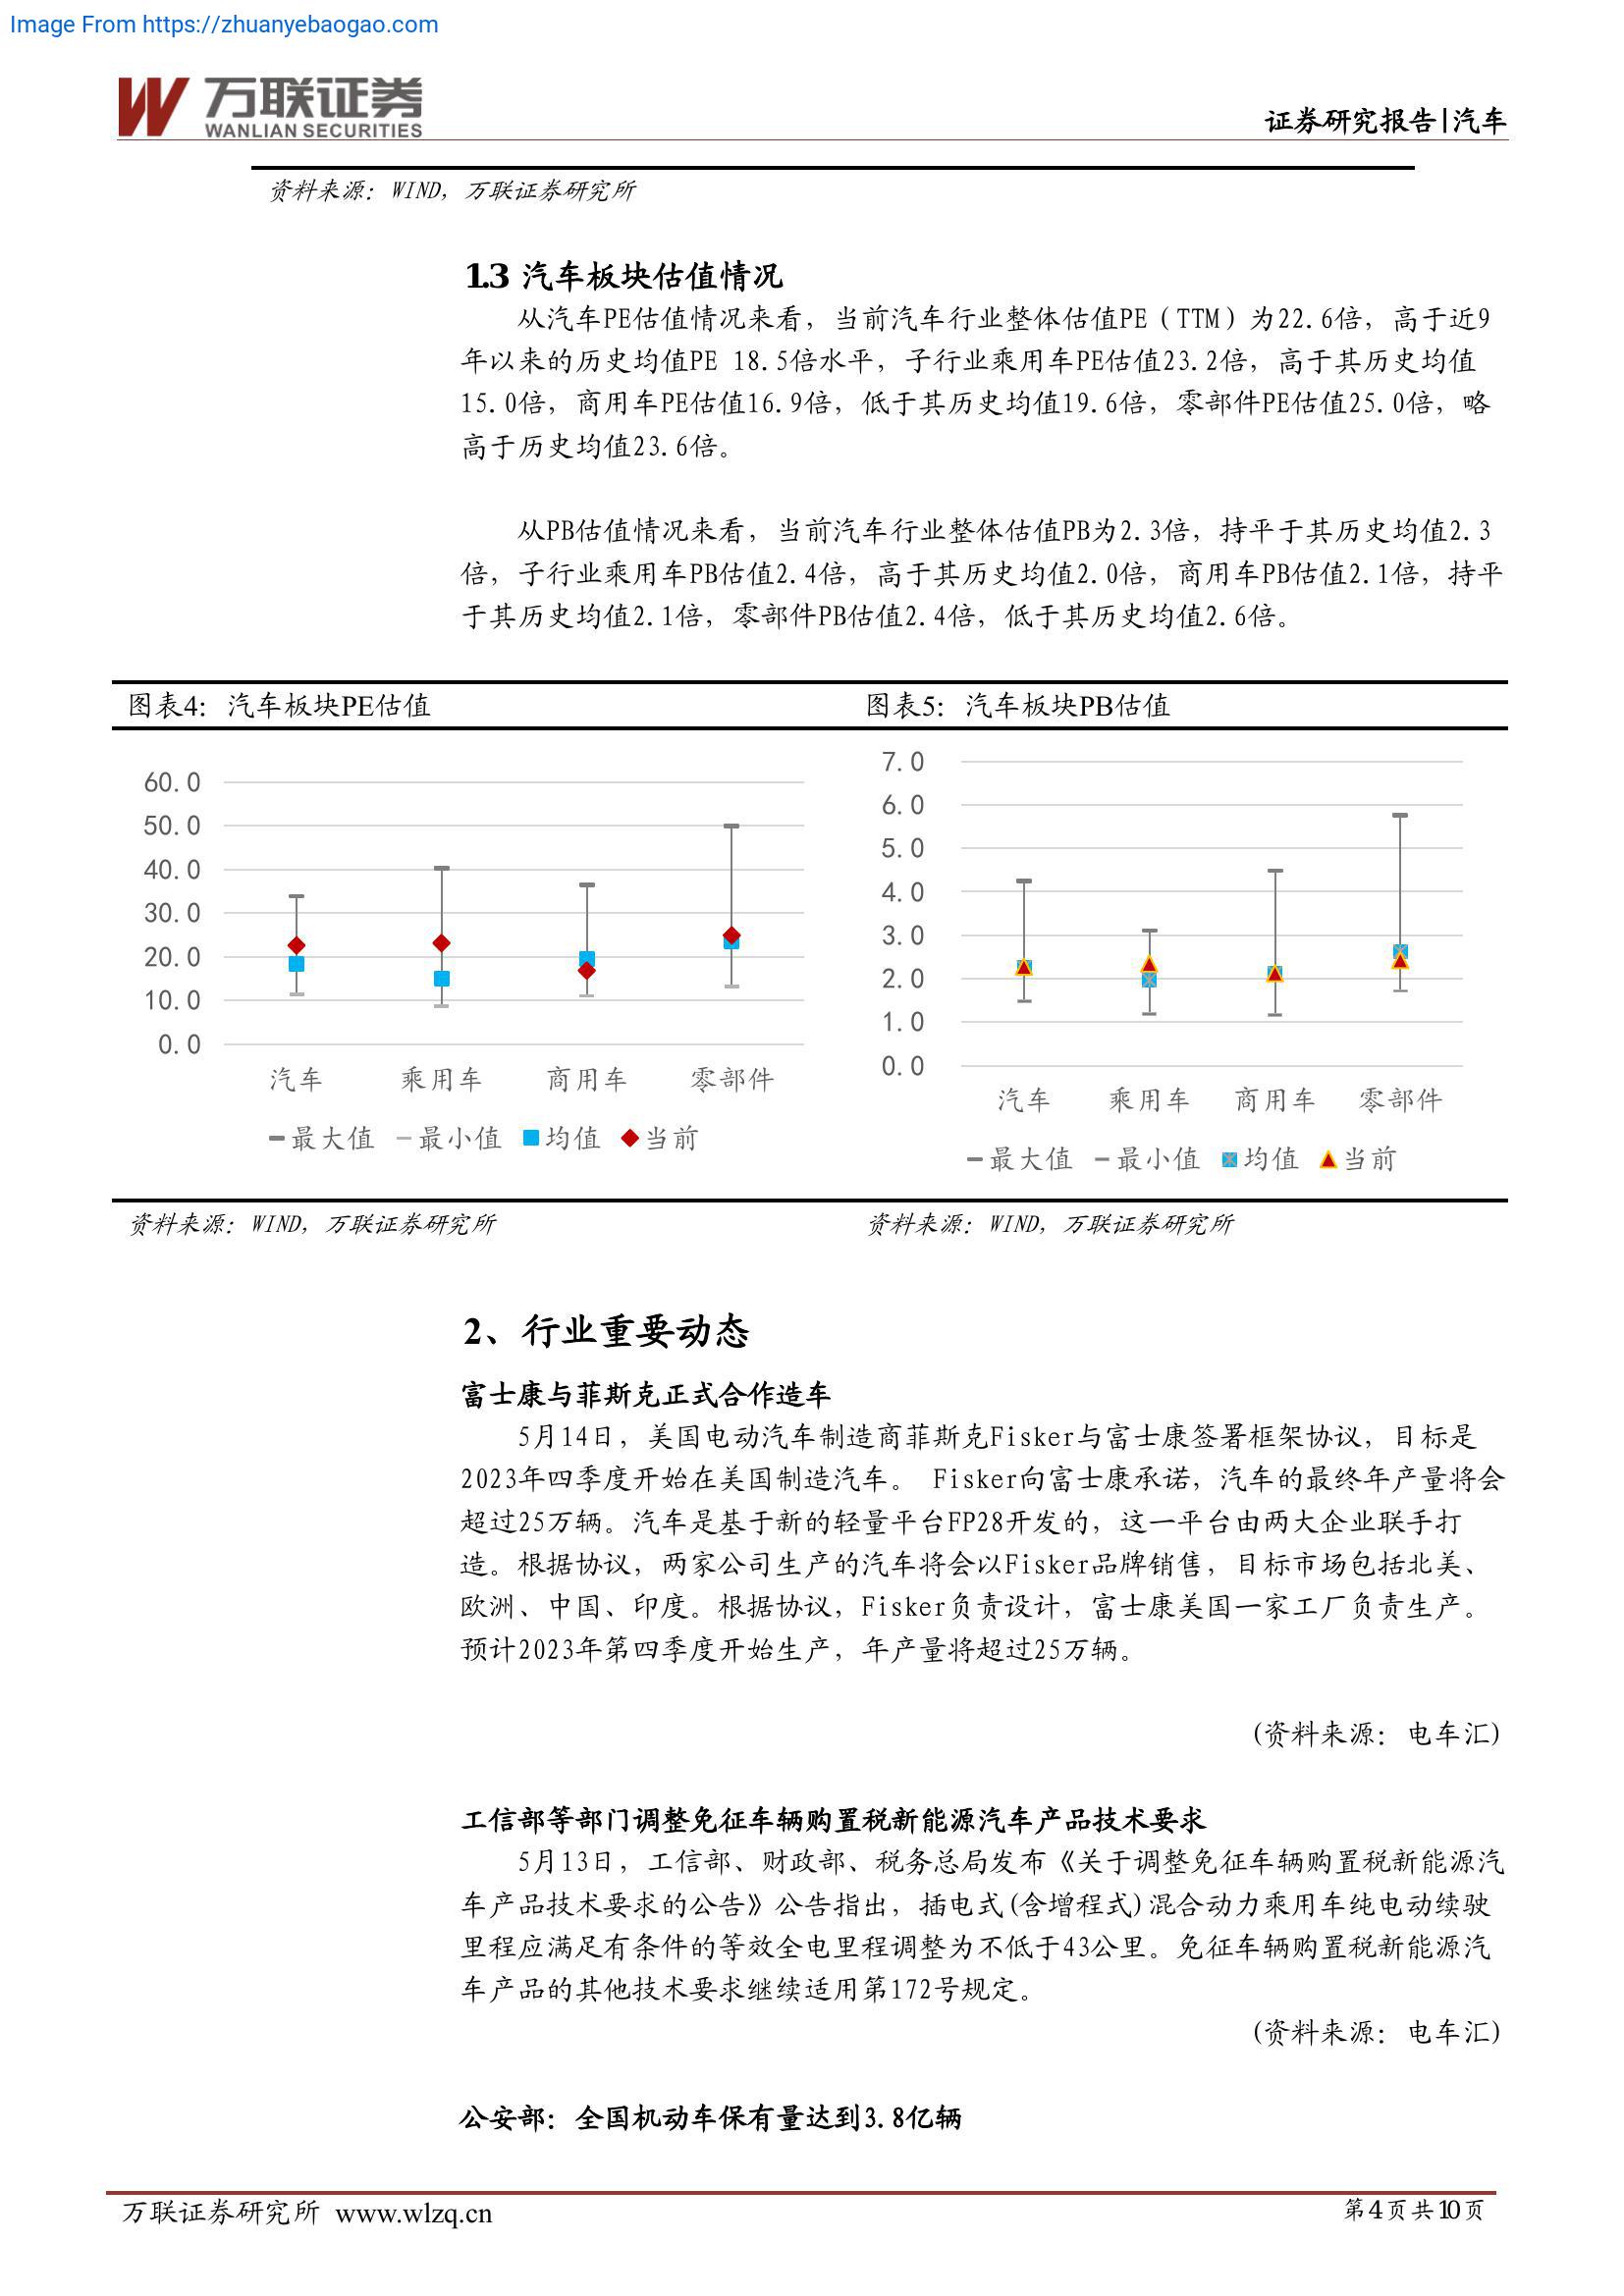 Image From https://zhuanyebaogao.com
万联证券
WANLIAN SECURITIES
证券研究报告|汽车
资料来源：WIND，万联证券研究所
1.3 汽车板块估值情况
从汽车PE估值情况来看，当前汽车行业整体估值PE（TTM）为22.6倍，高于近9
年以来的历史均值PE 18.5倍水平，子行业乘用车PE估值23.2倍，高于其历史均值
15.0倍，商用车PE估值16.9倍，低于其历史均值19.6倍，零部件PE估值25.0倍，略
高于历史均值23.6倍。
从PB估值情况来看，当前汽车行业整体估值PB为2.3倍，持平于其历史均值2.3
倍，子行业乘用车PB估值2.4倍，高于其历史均值2.0倍，商用车PB估值2.1倍，持平
于其历史均值2.1倍，零部件PB估值2.4倍，低于其历史均值2.6倍。
图表4：汽车板块PE估值
60.0
50.0
40.0
30.0
20.0
10.0
0.0
汽车 乘用车 商用车 零部件
最大值 最小值 均值 当前
资料来源：WIND，万联证券研究所
图表5：汽车板块PB估值
7.0
6.0
5.0
4.0
3.0
2.0
1.0
0.0
汽车 乘用车 商用车 零部件
最大值 最小值 均值 当前
资料来源：WIND，万联证券研究所
2、行业重要动态
富士康与菲斯克正式合作造车
5月14日，美国电动汽车制造商菲斯克Fisker与富士康签署框架协议，目标是
2023年四季度开始在美国制造汽车。 Fisker向富士康承诺，汽车的最终年产量将会
超过25万辆。汽车是基于新的轻量平台FP28开发的，这一平台由两大企业联手打
造。根据协议，两家公司生产的汽车将会以Fisker品牌销售，目标市场包括北美、
欧洲、中国、印度。根据协议，Fisker负责设计，富士康美国一家工厂负责生产。
预计2023年第四季度开始生产，年产量将超过25万辆。
(资料来源：电车汇)
工信部等部门调整免征车辆购置税新能源汽车产品技术要求
5月13日，工信部、财政部、税务总局发布《关于调整免征车辆购置税新能源汽
车产品技术要求的公告》公告指出，插电式(含增程式)混合动力乘用车纯电动续驶
里程应满足有条件的等效全电里程调整为不低于43公里。免征车辆购置税新能源汽
车产品的其他技术要求继续适用第172号规定。
(资料来源：电车汇)
公安部：全国机动车保有量达到3.8亿辆
万联证券研究所 www.wlzq.cn
第4页共10页